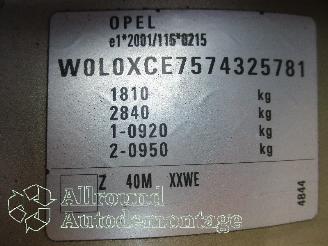 OPEL
e1*2001/116*0215
W0L0XCE7574325781
1810 kg
2840 kg
1-0920 kg
2-0950 kg
Z 40M XXWE
4844
Allround
Autodemontage